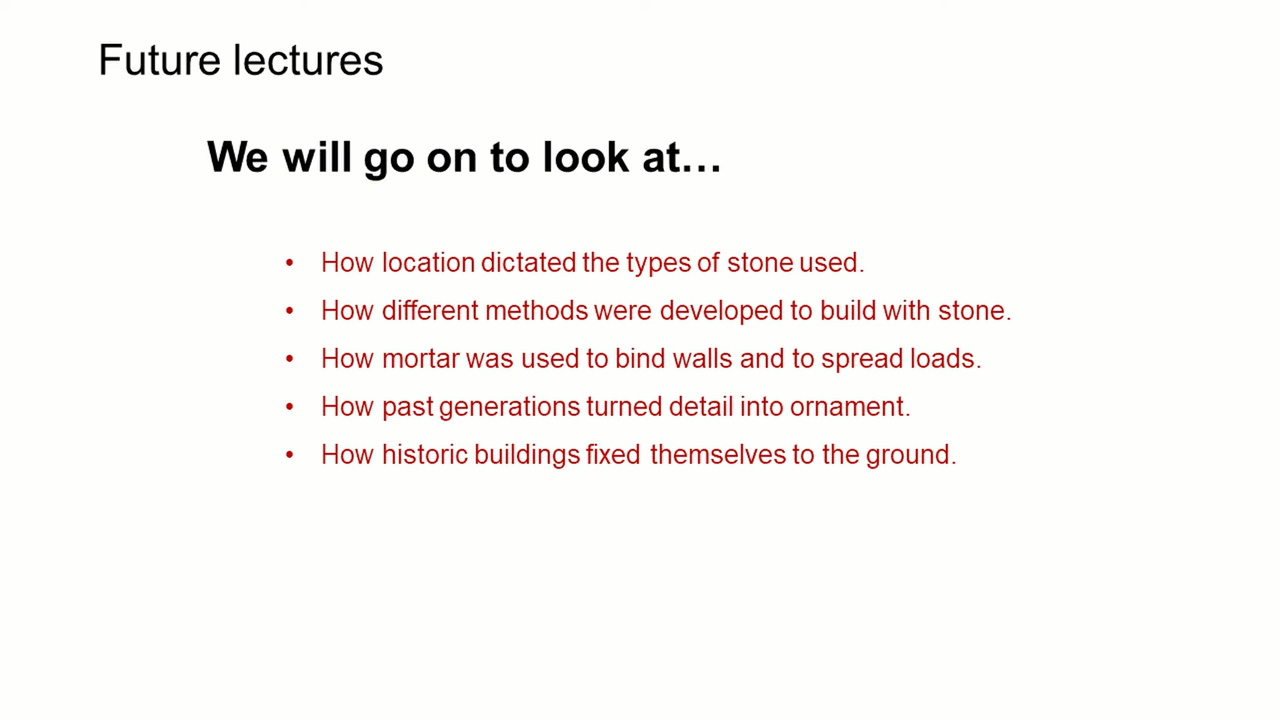 Future lectures
We will go on to look at…
• How location dictated the types of stone used.
• How different methods were developed to build with stone.
• How mortar was used to bind walls and to spread loads.
• How past generations turned detail into ornament.
• How historic buildings fixed themselves to the ground.